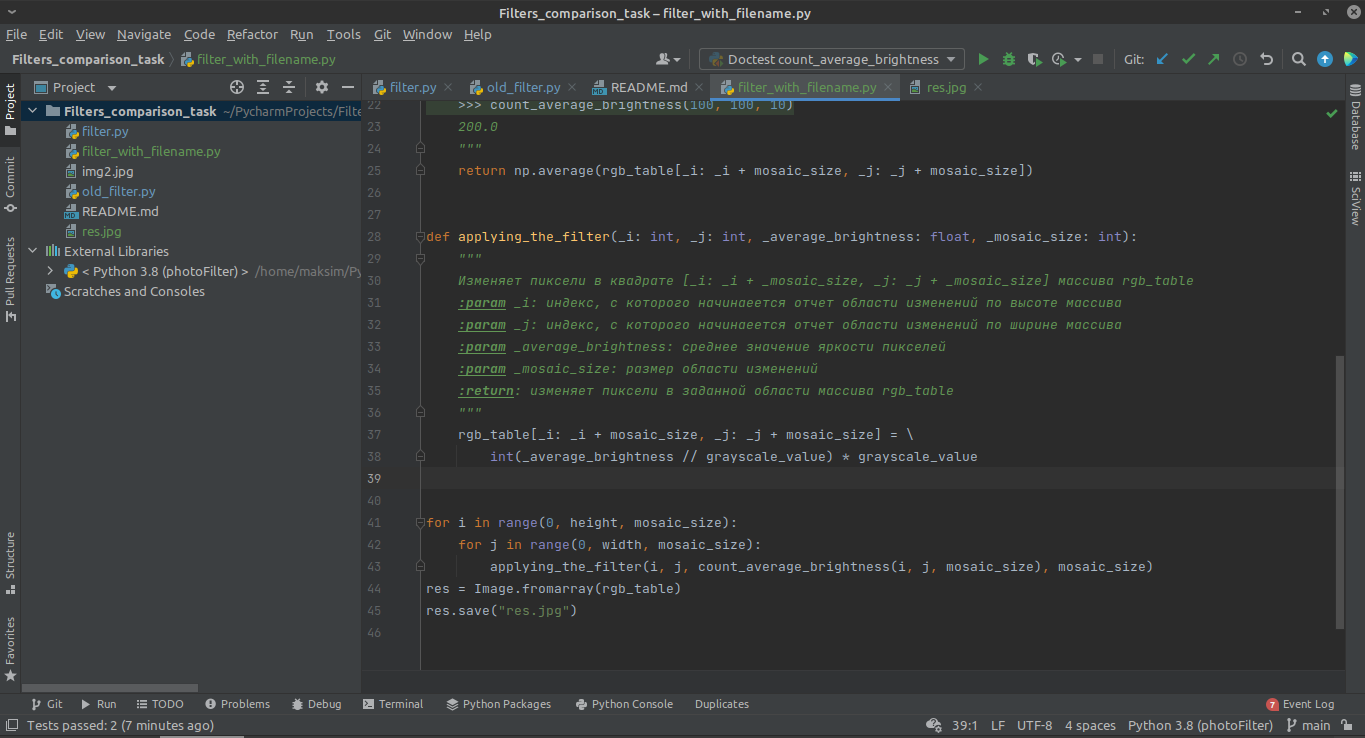 Filters_comparison_task – filter_with_filename.py
File Edit View Navigate Code Refactor Run Tools Git Window Help
Filters_comparison_task filter_with_filename.py Doctest count_average_brightness Git:
Project
filter.py old_filter.py README.md filter_with_filename.py res.jpg
Filters_comparison_task ~/PycharmProjects/Filte
filter.py
filter_with_filename.py
img2.jpg
old_filter.py
README.md
res.jpg
External Libraries
< Python 3.8 (photoFilter) > /home/maksim/Py
Scratches and Consoles
Project
Commit
Pull Requests
Structure
Favorites
22 >>> count_average_brightness(100, 100, 10)
23 200.0
24 """
25 return np.average(rgb_table[_i: _i + mosaic_size, _j: _j + mosaic_size])
26
27
28 def applying_the_filter(_i: int, _j: int, _average_brightness: float, _mosaic_size: int):
29 """
30 Изменяет пиксели в квадрате [_i: _i + _mosaic_size, _j: _j + _mosaic_size] массива rgb_table
31 :param _i: индекс, с которого начинаеется отчет области изменений по высоте массива
32 :param _j: индекс, с которого начинаеется отчет области изменений по ширине массива
33 :param _average_brightness: среднее значение яркости пикселей
34 :param _mosaic_size: размер области изменений
35 :return: изменяет пиксели в заданной области массива rgb_table
36 """
37 rgb_table[_i: _i + mosaic_size, _j: _j + mosaic_size] = \
38 int(_average_brightness // grayscale_value) * grayscale_value
39
40
41 for i in range(0, height, mosaic_size):
42 for j in range(0, width, mosaic_size):
43 applying_the_filter(i, j, count_average_brightness(i, j, mosaic_size), mosaic_size)
44 res = Image.fromarray(rgb_table)
45 res.save("res.jpg")
46
Database
SciView
Git Run TODO Problems Debug Terminal Python Packages Python Console Duplicates 7 Event Log
Tests passed: 2 (7 minutes ago) 39:1 LF UTF-8 4 spaces Python 3.8 (photoFilter) main